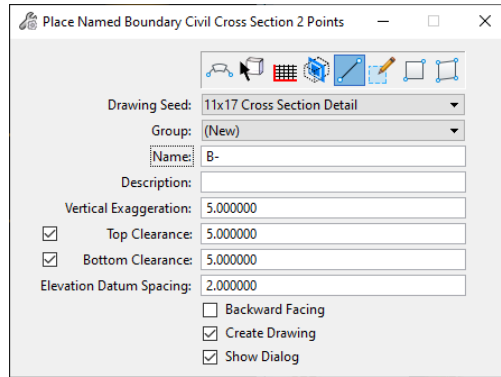 Place Named Boundary Civil Cross Section 2 Points
Drawing Seed: 11x17 Cross Section Detail
Group: (New)
Name: B-
Description:
Vertical Exaggeration: 5.000000
Top Clearance: 5.000000
Bottom Clearance: 5.000000
Elevation Datum Spacing: 2.000000
Backward Facing
Create Drawing
Show Dialog